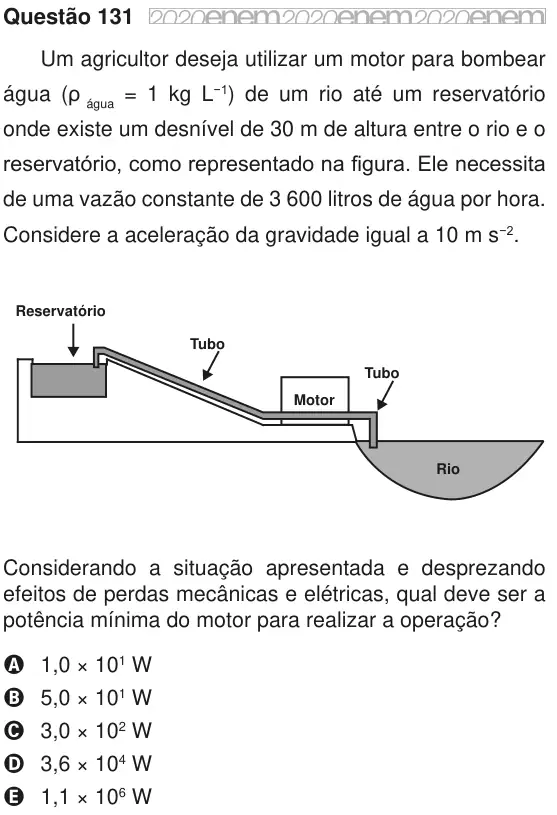 Questão 131 2020enem2020enem2020enem
Um agricultor deseja utilizar um motor para bombear
água (ρ água = 1 kg L⁻¹) de um rio até um reservatório
onde existe um desnível de 30 m de altura entre o rio e o
reservatório, como representado na figura. Ele necessita
de uma vazão constante de 3 600 litros de água por hora.
Considere a aceleração da gravidade igual a 10 m s⁻².
Reservatório
Tubo
Tubo
Motor
Rio
Considerando a situação apresentada e desprezando
efeitos de perdas mecânicas e elétricas, qual deve ser a
potência mínima do motor para realizar a operação?
A 1,0 × 10¹ W
B 5,0 × 10¹ W
C 3,0 × 10² W
D 3,6 × 10⁴ W
E 1,1 × 10⁶ W